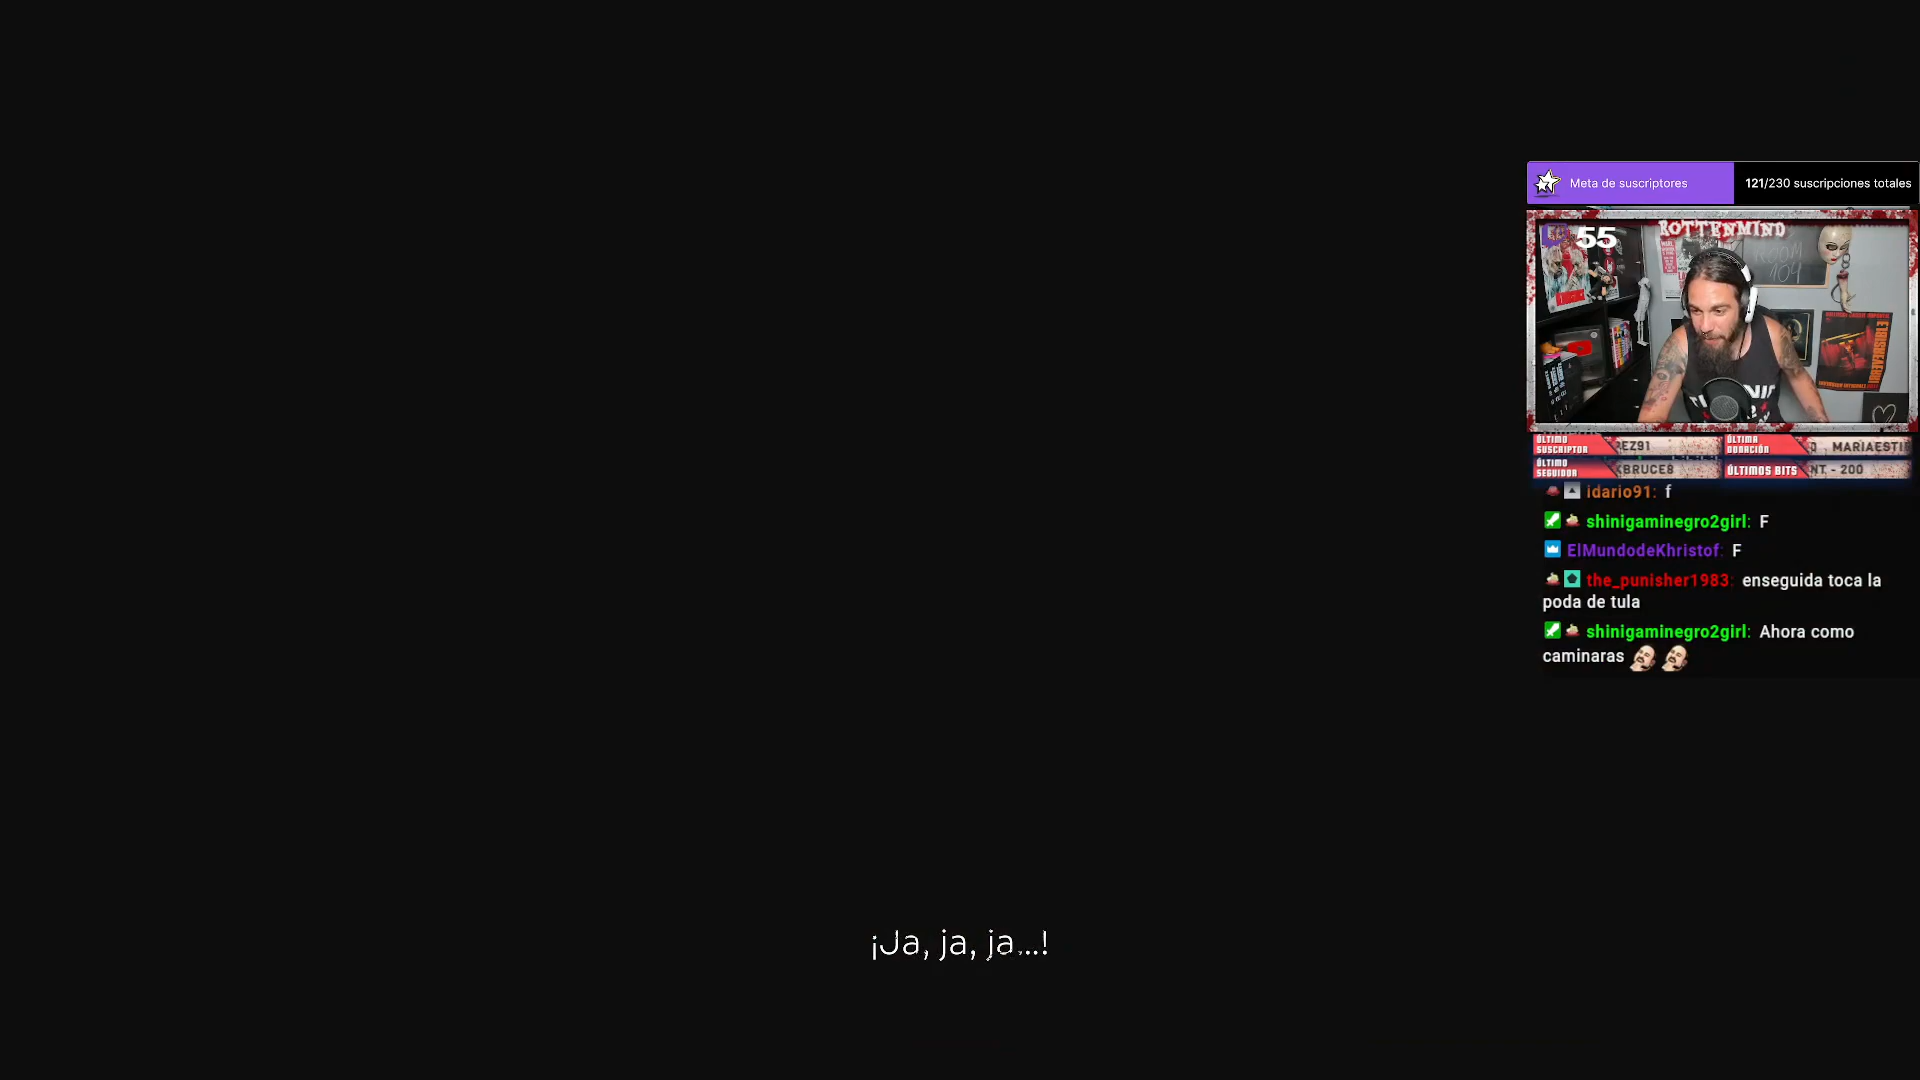 Meta de suscriptores
121/230 suscripciones totales
55
ROTTENMIND
ROOM
104
ÚLTIMO
SUSCRIPTOR
EZ91
ÚLTIMA
DONACIÓN
MARIAESTI
ÚLTIMO
SEGUIDOR
BRUCE8
ÚLTIMOS BITS
NT - 200
idario91: f
shinigaminegro2girl: F
ElMundodeKhristof: F
the_punisher1983: enseguida toca la
poda de tula
shinigaminegro2girl: Ahora como
caminaras
¡Ja, ja, ja...!